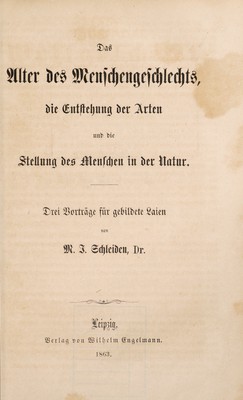 Das
Alter des Menschengeschlechts,
die Entstehung der Arten
und die
Stellung des Menschen in der Natur.
Drei Vorträge für gebildete Laien
von
M. J. Schleiden, Dr.
Leipzig,
Verlag von Wilhelm Engelmann.
1863.